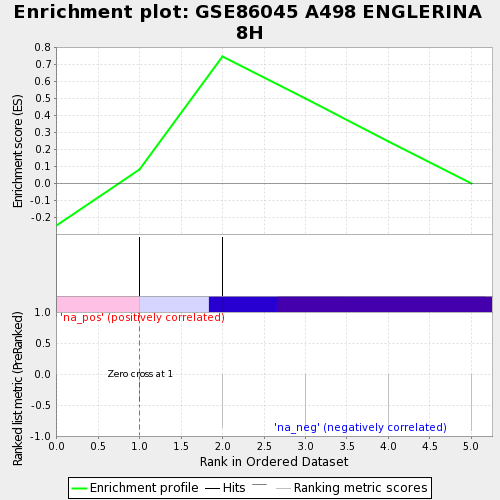 Enrichment plot: GSE86045 A498 ENGLERINA
8H
Enrichment score (ES)
0.8
0.7
0.6
0.5
0.4
0.3
0.2
0.1
0.0
-0.1
-0.2
Ranked list metric (PreRanked)
1.0
0.5
0.0
-0.5
-1.0
'na_pos' (positively correlated)
Zero cross at 1
'na_neg' (negatively correlated)
0.0 0.5 1.0 1.5 2.0 2.5 3.0 3.5 4.0 4.5 5.0
Rank in Ordered Dataset
Enrichment profile Hits Ranking metric scores